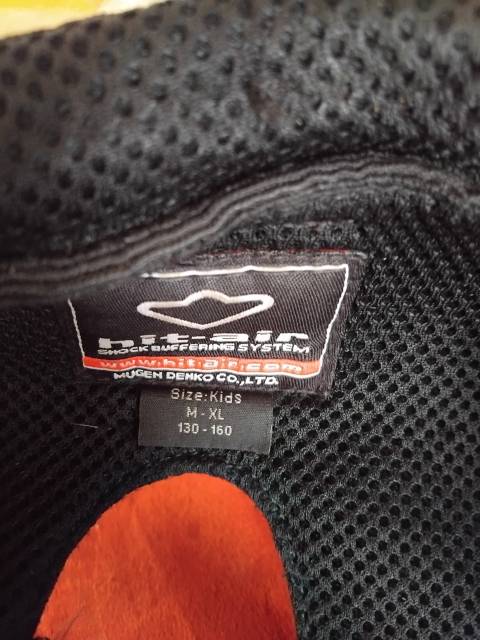 hit-air
SHOCK BUFFERING SYSTEM
www.hit-air.com
MUGEN DENKO CO.,LTD.
Size:Kids
M - XL
130 - 160